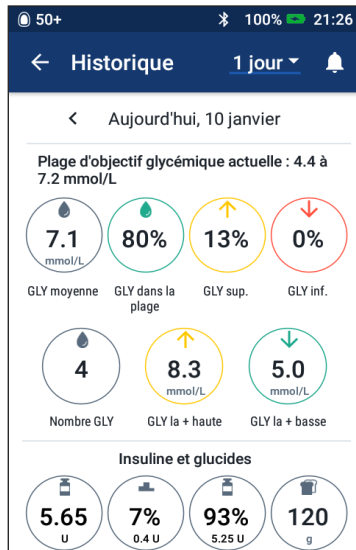 50+ 100% 21:26
Historique 1 jour
Aujourd'hui, 10 janvier
Plage d'objectif glycémique actuelle : 4.4 à
7.2 mmol/L
7.1 80% 13% 0%
mmol/L
GLY moyenne GLY dans la plage GLY sup. GLY inf.
4 8.3 5.0
mmol/L mmol/L
Nombre GLY GLY la + haute GLY la + basse
Insuline et glucides
5.65 7% 93% 120
U 0.4 U 5.25 U g